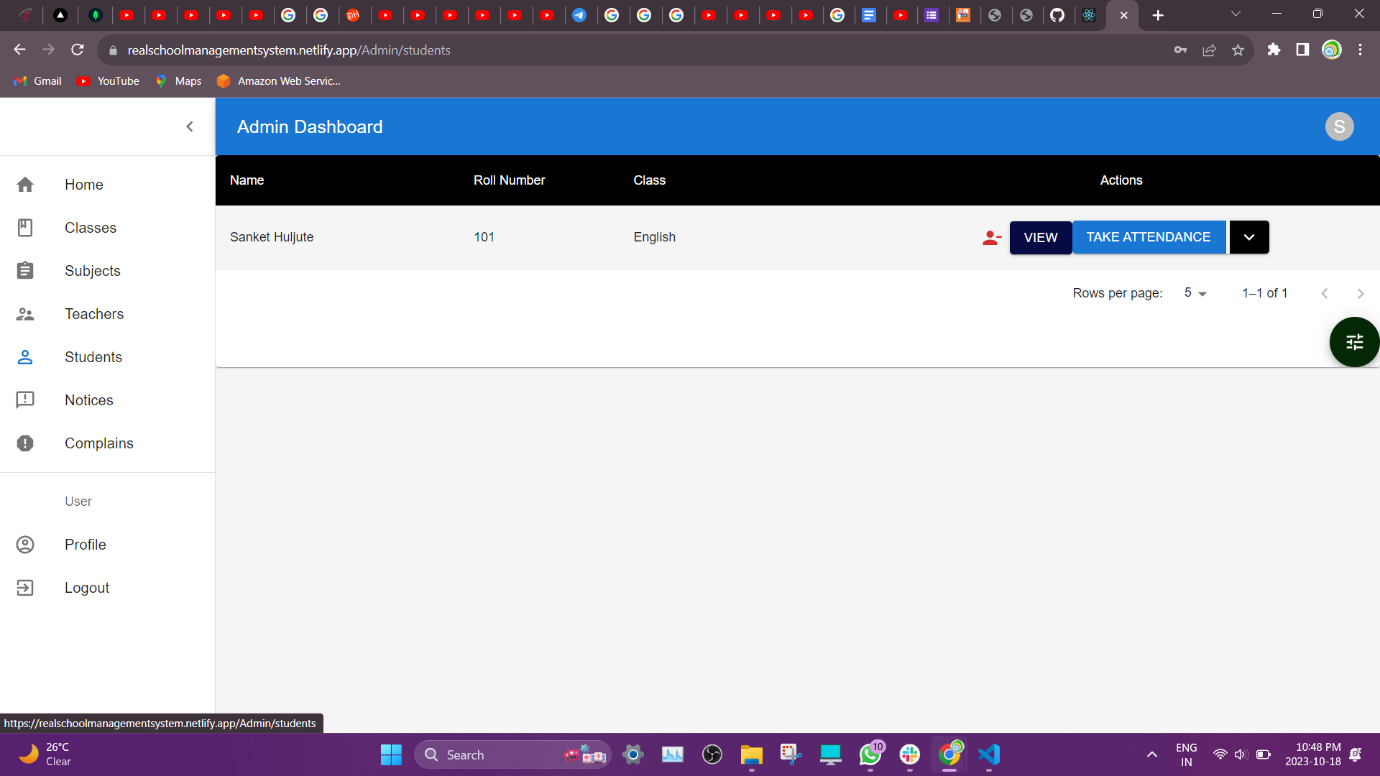 realschoolmanagementsystem.netlify.app/Admin/students
Gmail YouTube Maps Amazon Web Servic...
Admin Dashboard S
Name Roll Number Class Actions
Sanket Huljute 101 English VIEW TAKE ATTENDANCE
Rows per page: 5 1–1 of 1
Home
Classes
Subjects
Teachers
Students
Notices
Complains
User
Profile
Logout
https://realschoolmanagementsystem.netlify.app/Admin/students
26°C
Clear
Search
10
ENG
IN
10:48 PM
2023-10-18